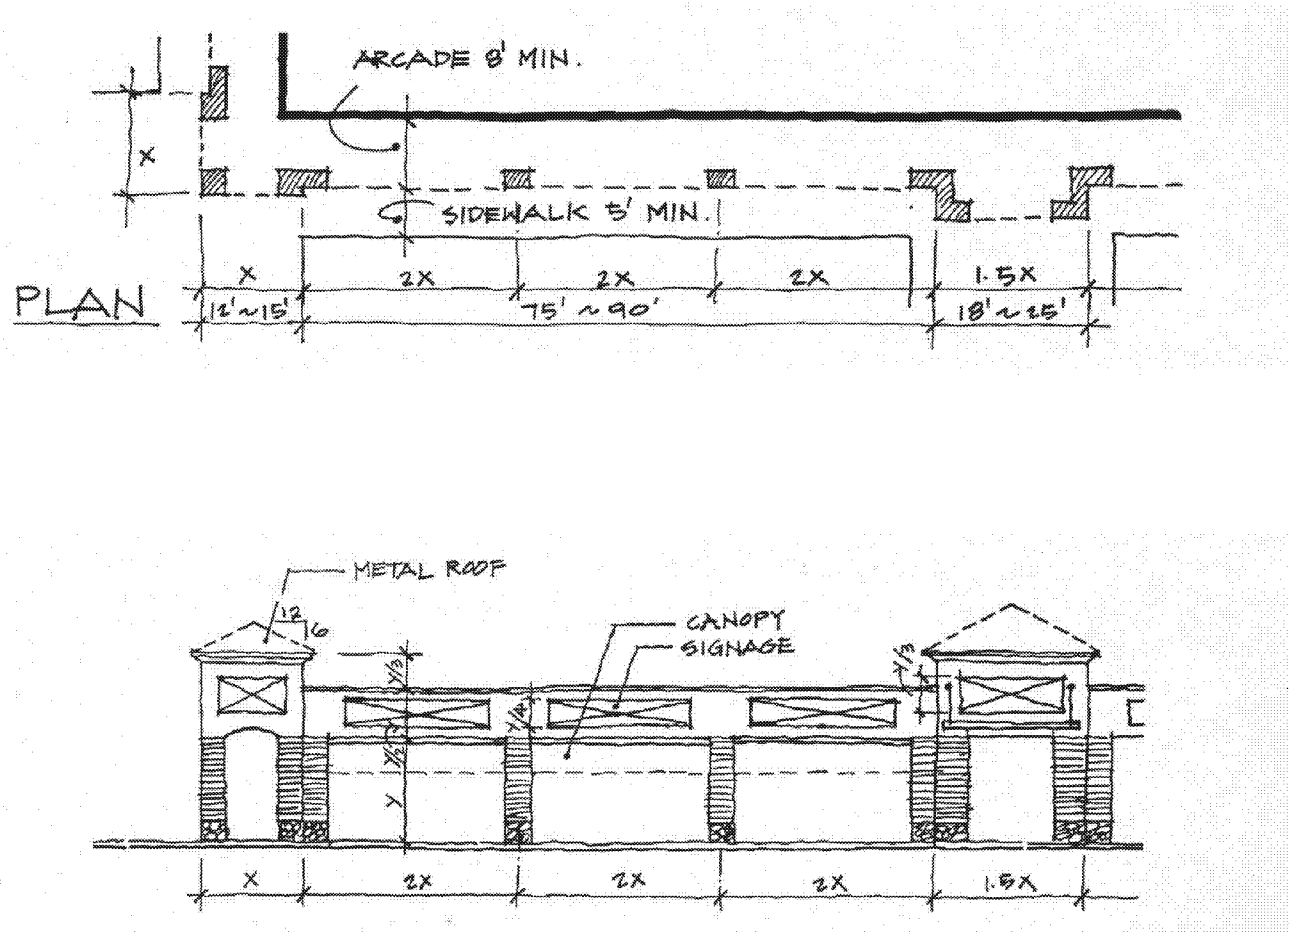 ARCADE 8' MIN.
X
SIDEWALK 5' MIN.
X 2X 2X 2X 1.5X
PLAN
12'~15' 75' ~ 90' 18' ~ 25'
METAL ROOF
12
6
CANOPY
SIGNAGE
Y/3
Y/3
Y/4
Y/2
Y
X 2X 2X 2X 1.5X